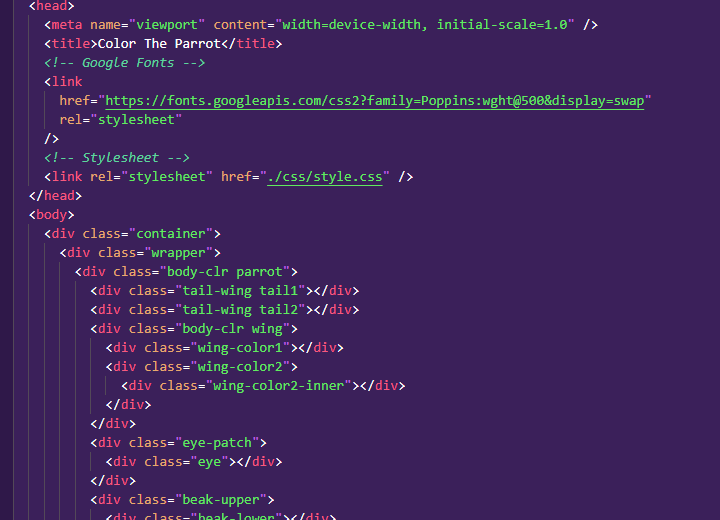 <head>
<meta name="viewport" content="width=device-width, initial-scale=1.0" />
<title>Color The Parrot</title>
<!-- Google Fonts -->
<link
href="https://fonts.googleapis.com/css2?family=Poppins:wght@500&display=swap"
rel="stylesheet"
/>
<!-- Stylesheet -->
<link rel="stylesheet" href="./css/style.css" />
</head>
<body>
<div class="container">
<div class="wrapper">
<div class="body-clr parrot">
<div class="tail-wing tail1"></div>
<div class="tail-wing tail2"></div>
<div class="body-clr wing">
<div class="wing-color1"></div>
<div class="wing-color2">
<div class="wing-color2-inner"></div>
</div>
</div>
<div class="eye-patch">
<div class="eye"></div>
</div>
<div class="beak-upper">
<div class="beak-lower"></div>